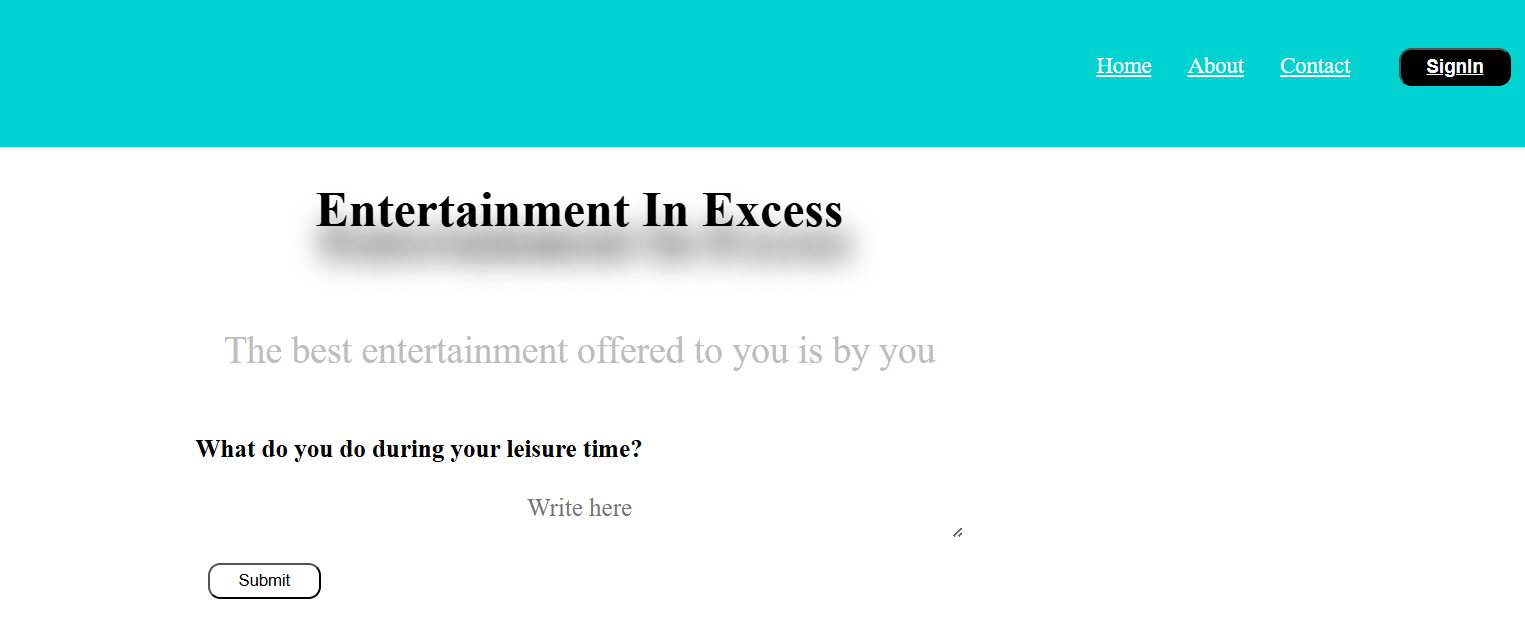 Home About Contact SignIn
Entertainment In Excess
The best entertainment offered to you is by you
What do you do during your leisure time?
Write here
Submit